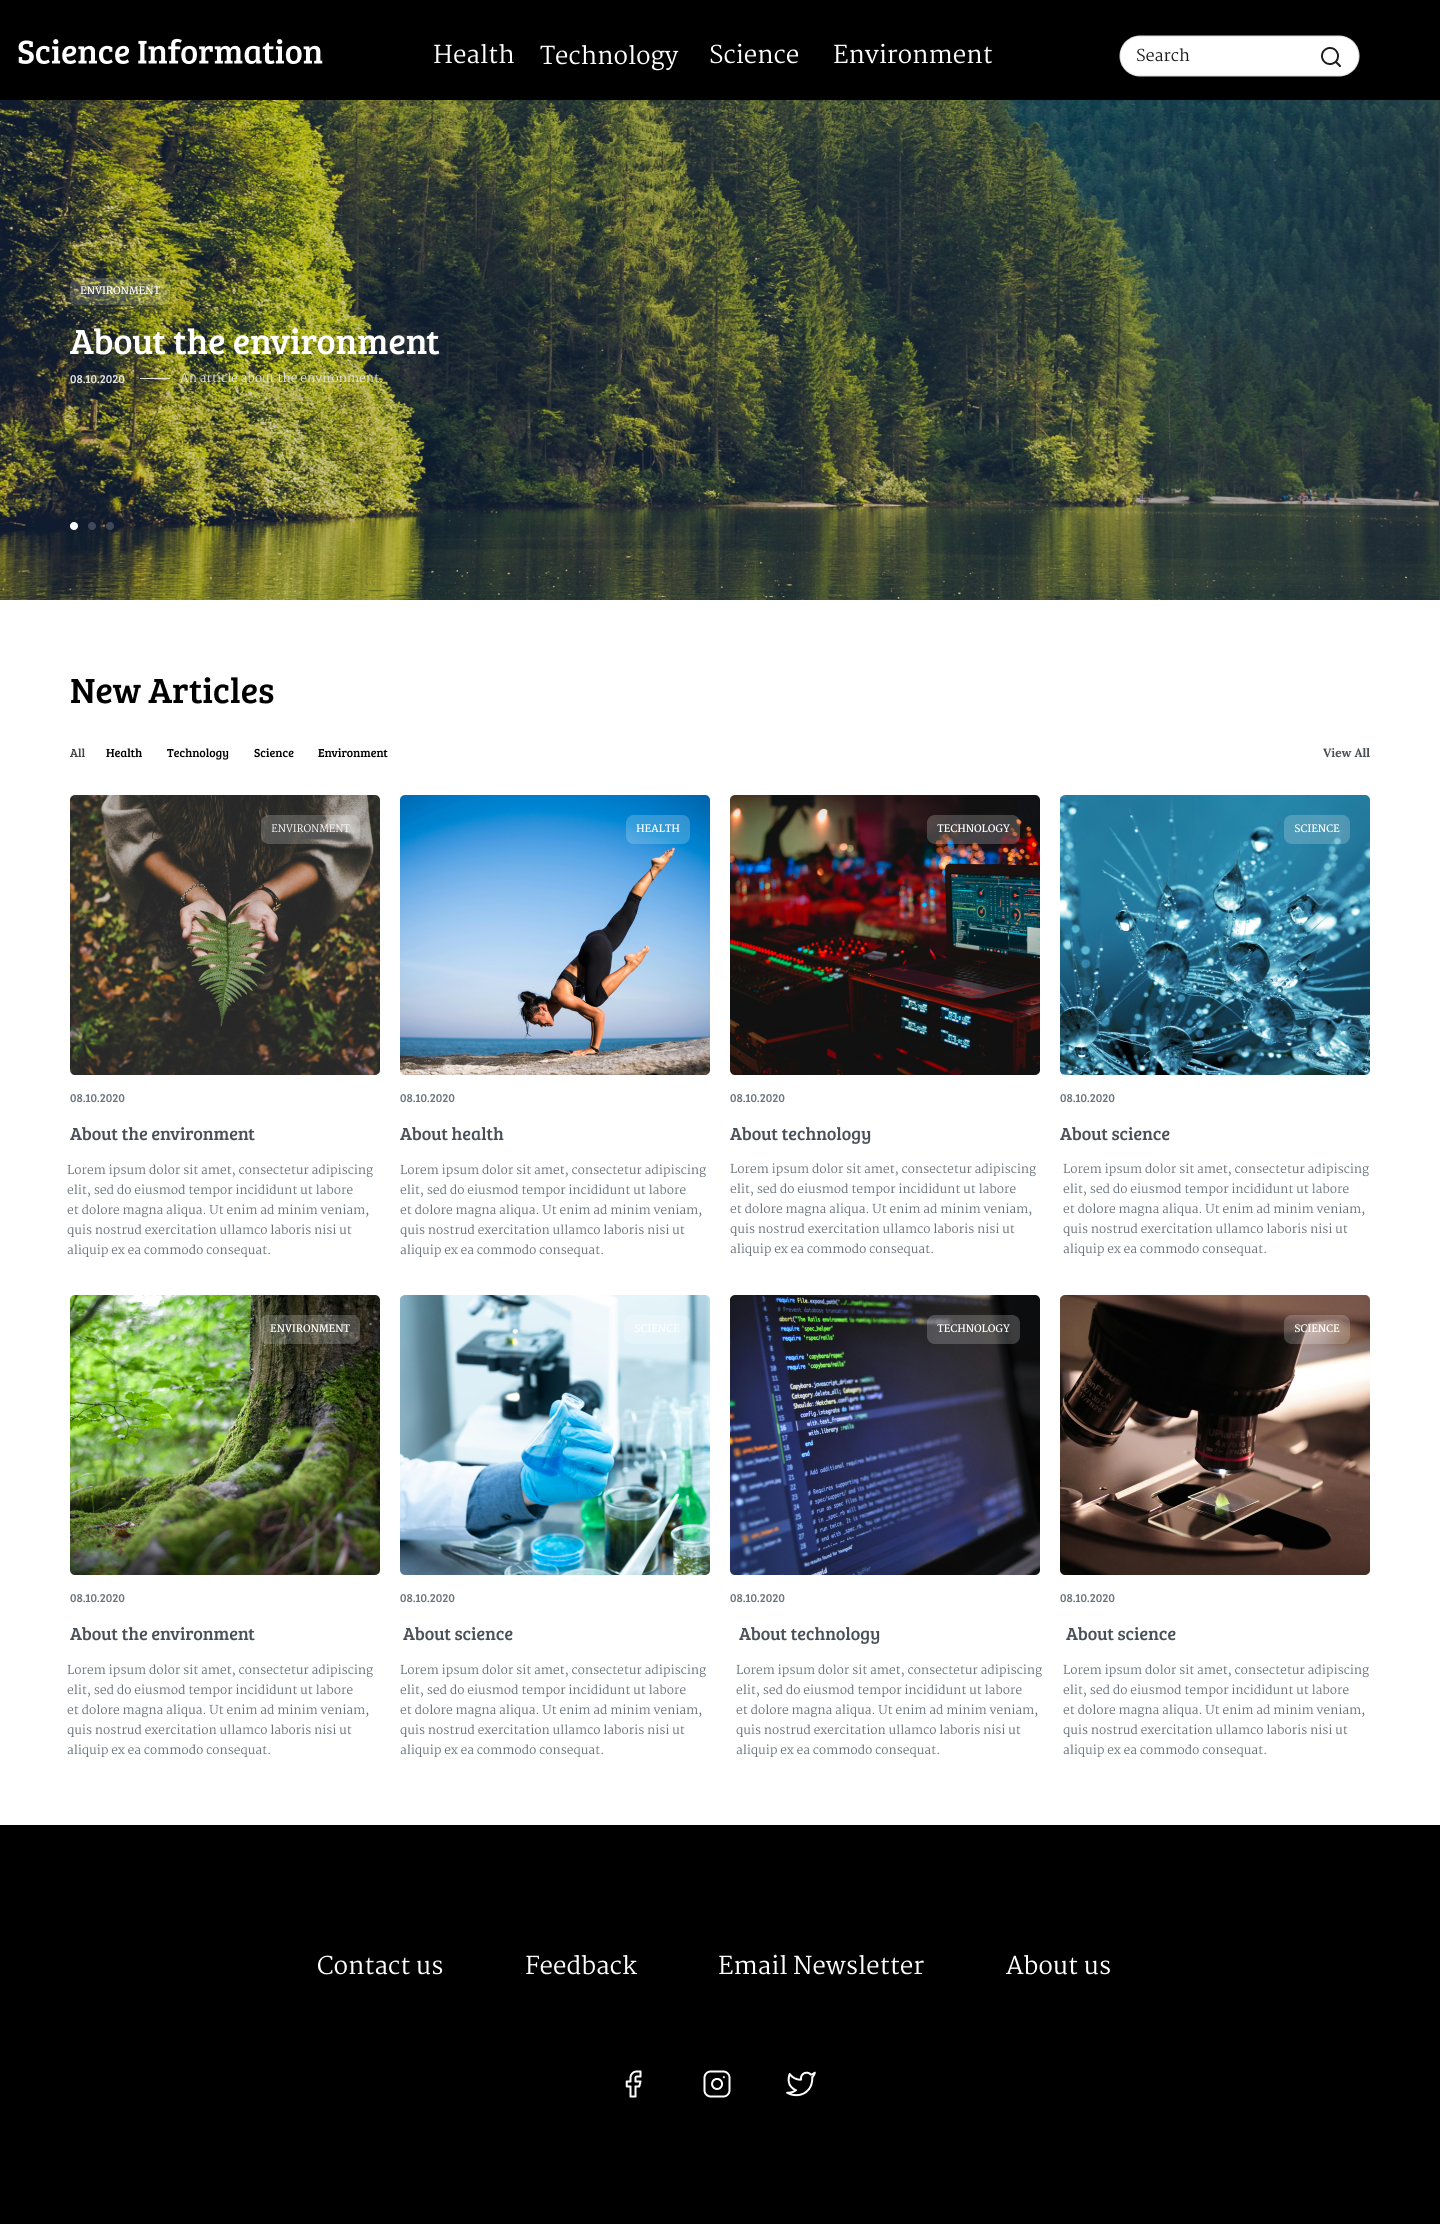 Science Information
Health Technology Science Environment
Search
ENVIRONMENT
About the environment
08.10.2020 An article about the environment
New Articles
All Health Technology Science Environment View All
ENVIRONMENT
HEALTH
TECHNOLOGY
SCIENCE
08.10.2020
About the environment
Lorem ipsum dolor sit amet, consectetur adipiscing
elit, sed do eiusmod tempor incididunt ut labore
et dolore magna aliqua. Ut enim ad minim veniam,
quis nostrud exercitation ullamco laboris nisi ut
aliquip ex ea commodo consequat.
08.10.2020
About health
Lorem ipsum dolor sit amet, consectetur adipiscing
elit, sed do eiusmod tempor incididunt ut labore
et dolore magna aliqua. Ut enim ad minim veniam,
quis nostrud exercitation ullamco laboris nisi ut
aliquip ex ea commodo consequat.
08.10.2020
About technology
Lorem ipsum dolor sit amet, consectetur adipiscing
elit, sed do eiusmod tempor incididunt ut labore
et dolore magna aliqua. Ut enim ad minim veniam,
quis nostrud exercitation ullamco laboris nisi ut
aliquip ex ea commodo consequat.
08.10.2020
About science
Lorem ipsum dolor sit amet, consectetur adipiscing
elit, sed do eiusmod tempor incididunt ut labore
et dolore magna aliqua. Ut enim ad minim veniam,
quis nostrud exercitation ullamco laboris nisi ut
aliquip ex ea commodo consequat.
ENVIRONMENT
SCIENCE
TECHNOLOGY
SCIENCE
08.10.2020
About the environment
Lorem ipsum dolor sit amet, consectetur adipiscing
elit, sed do eiusmod tempor incididunt ut labore
et dolore magna aliqua. Ut enim ad minim veniam,
quis nostrud exercitation ullamco laboris nisi ut
aliquip ex ea commodo consequat.
08.10.2020
About science
Lorem ipsum dolor sit amet, consectetur adipiscing
elit, sed do eiusmod tempor incididunt ut labore
et dolore magna aliqua. Ut enim ad minim veniam,
quis nostrud exercitation ullamco laboris nisi ut
aliquip ex ea commodo consequat.
08.10.2020
About technology
Lorem ipsum dolor sit amet, consectetur adipiscing
elit, sed do eiusmod tempor incididunt ut labore
et dolore magna aliqua. Ut enim ad minim veniam,
quis nostrud exercitation ullamco laboris nisi ut
aliquip ex ea commodo consequat.
08.10.2020
About science
Lorem ipsum dolor sit amet, consectetur adipiscing
elit, sed do eiusmod tempor incididunt ut labore
et dolore magna aliqua. Ut enim ad minim veniam,
quis nostrud exercitation ullamco laboris nisi ut
aliquip ex ea commodo consequat.
Contact us Feedback Email Newsletter About us